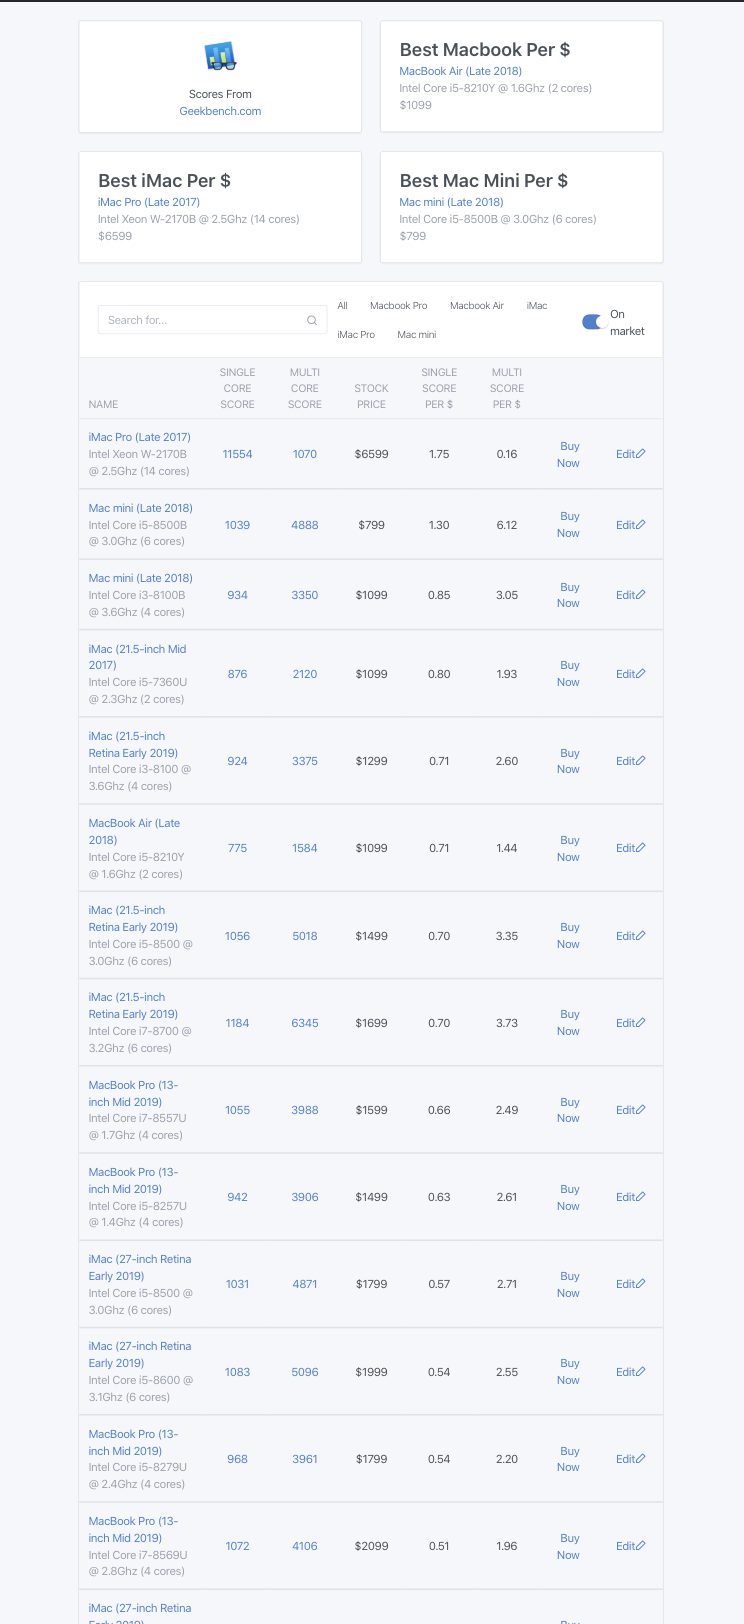 Scores From
Geekbench.com
Best Macbook Per $
MacBook Air (Late 2018)
Intel Core i5-8210Y @ 1.6Ghz (2 cores)
$1099
Best iMac Per $
iMac Pro (Late 2017)
Intel Xeon W-2170B @ 2.5Ghz (14 cores)
$6599
Best Mac Mini Per $
Mac mini (Late 2018)
Intel Core i5-8500B @ 3.0Ghz (6 cores)
$799
Search for...
All Macbook Pro Macbook Air iMac
iMac Pro Mac mini
On
market
SINGLE MULTI SINGLE MULTI
CORE CORE STOCK SCORE SCORE
NAME SCORE SCORE PRICE PER $ PER $
iMac Pro (Late 2017)
Intel Xeon W-2170B
@ 2.5Ghz (14 cores)
11554 1070 $6599 1.75 0.16
Buy
Now
Edit
Mac mini (Late 2018)
Intel Core i5-8500B
@ 3.0Ghz (6 cores)
1039 4888 $799 1.30 6.12
Buy
Now
Edit
Mac mini (Late 2018)
Intel Core i3-8100B
@ 3.6Ghz (4 cores)
934 3350 $1099 0.85 3.05
Buy
Now
Edit
iMac (21.5-inch Mid
2017)
Intel Core i5-7360U
@ 2.3Ghz (2 cores)
876 2120 $1099 0.80 1.93
Buy
Now
Edit
iMac (21.5-inch
Retina Early 2019)
Intel Core i3-8100 @
3.6Ghz (4 cores)
924 3375 $1299 0.71 2.60
Buy
Now
Edit
MacBook Air (Late
2018)
Intel Core i5-8210Y
@ 1.6Ghz (2 cores)
775 1584 $1099 0.71 1.44
Buy
Now
Edit
iMac (21.5-inch
Retina Early 2019)
Intel Core i5-8500 @
3.0Ghz (6 cores)
1056 5018 $1499 0.70 3.35
Buy
Now
Edit
iMac (21.5-inch
Retina Early 2019)
Intel Core i7-8700 @
3.2Ghz (6 cores)
1184 6345 $1699 0.70 3.73
Buy
Now
Edit
MacBook Pro (13-
inch Mid 2019)
Intel Core i7-8557U
@ 1.7Ghz (4 cores)
1055 3988 $1599 0.66 2.49
Buy
Now
Edit
MacBook Pro (13-
inch Mid 2019)
Intel Core i5-8257U
@ 1.4Ghz (4 cores)
942 3906 $1499 0.63 2.61
Buy
Now
Edit
iMac (27-inch Retina
Early 2019)
Intel Core i5-8500 @
3.0Ghz (6 cores)
1031 4871 $1799 0.57 2.71
Buy
Now
Edit
iMac (27-inch Retina
Early 2019)
Intel Core i5-8600 @
3.1Ghz (6 cores)
1083 5096 $1999 0.54 2.55
Buy
Now
Edit
MacBook Pro (13-
inch Mid 2019)
Intel Core i5-8279U
@ 2.4Ghz (4 cores)
968 3961 $1799 0.54 2.20
Buy
Now
Edit
MacBook Pro (13-
inch Mid 2019)
Intel Core i7-8569U
@ 2.8Ghz (4 cores)
1072 4106 $2099 0.51 1.96
Buy
Now
Edit
iMac (27-inch Retina